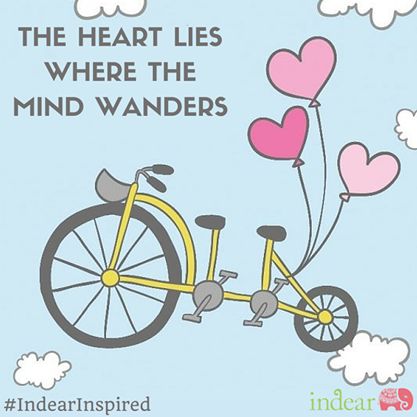 THE HEART LIES
WHERE THE
MIND WANDERS
#IndearInspired
indear